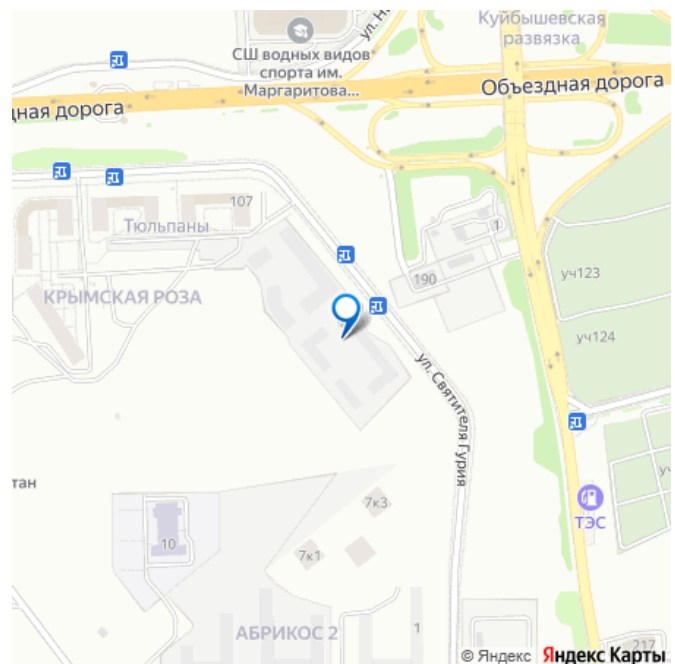 Куйбышевская
развязка
ул. Н
СШ водных видов
спорта им.
Маргаритова...
Объездная дорога
дная дорога
107
Тюльпаны
1
190
уч123
КРЫМСКАЯ РОЗА
уч124
ул. Святителя Гурия
тан
уч
7к3
ТЭС
10
7к1
АБРИКОС 2
1
217
© Яндекс Яндекс Карты